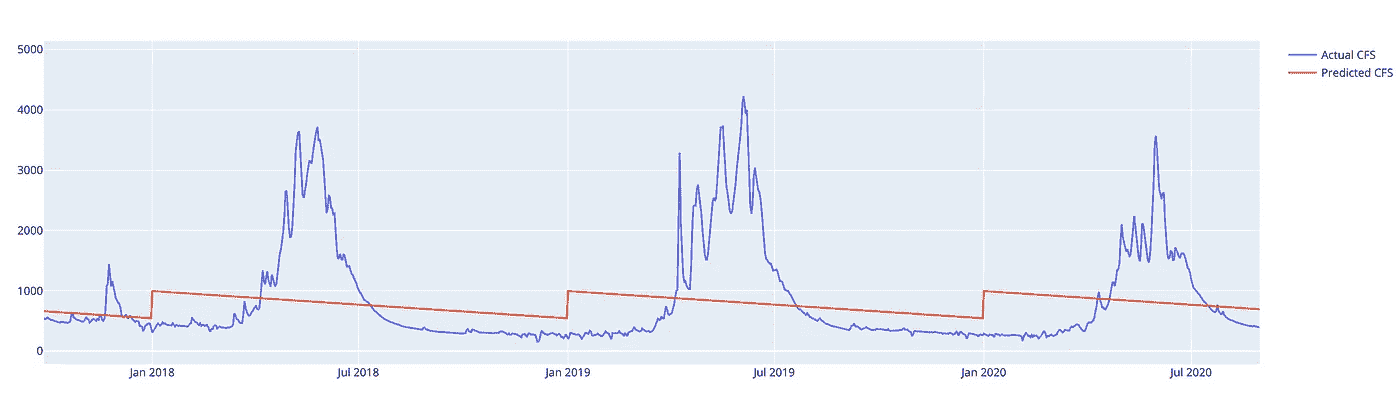 5000
4000
3000
2000
1000
0
Jan 2018
Jul 2018
Jan 2019
Jul 2019
Jan 2020
Jul 2020
Actual CFS
Predicted CFS